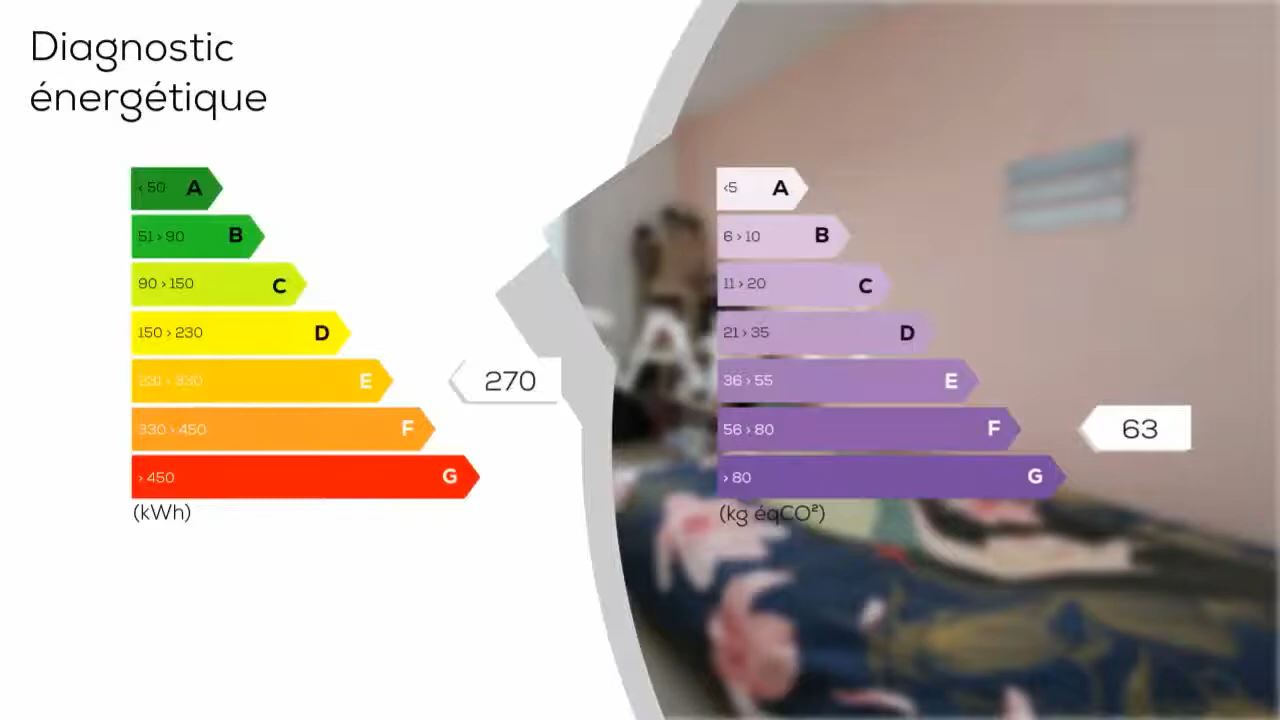 Diagnostic
énergétique
< 50 A
51 > 90 B
90 > 150 C
150 > 230 D
E
270
330 > 450 F
> 450 G
(kWh)
<5 A
6 > 10 B
11 > 20 C
21 > 35 D
36 > 55 E
56 > 80 F
63
> 80 G
(kg éqCO²)